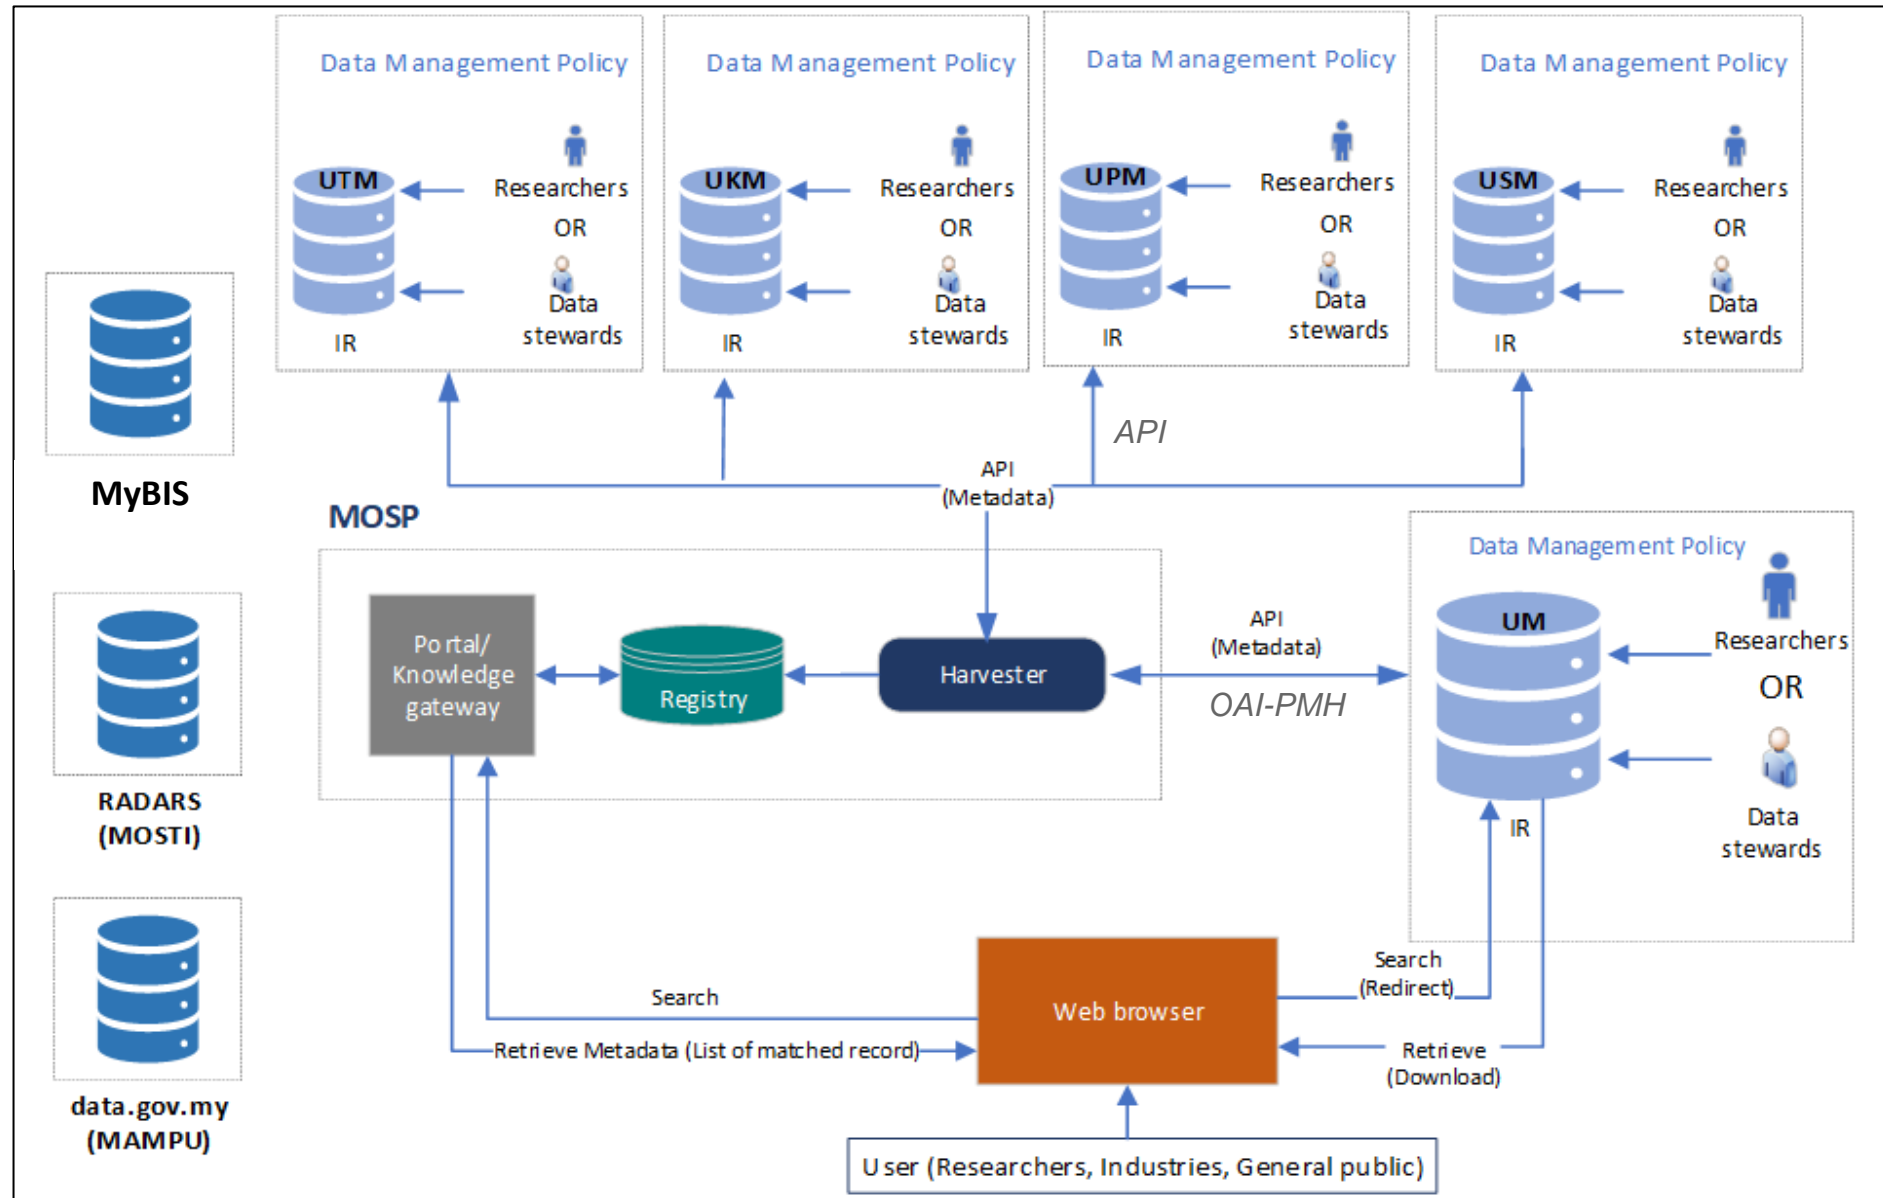 Data Management Policy
UTM
Researchers
OR
Data
stewards
IR
Data Management Policy
UKM
Researchers
OR
Data
stewards
IR
Data Management Policy
UPM
Researchers
OR
Data
stewards
IR
Data Management Policy
USM
Researchers
OR
Data
stewards
IR
MyBIS
API
API
(Metadata)
MOSP
Portal/
Knowledge
gateway
Registry
Harvester
API
(Metadata)
OAI-PMH
Data Management Policy
UM
Researchers
OR
Data
stewards
IR
RADARS
(MOSTI)
data.gov.my
(MAMPU)
Search
Retrieve Metadata (List of matched record)
Web browser
Search
(Redirect)
Retrieve
(Download)
User (Researchers, Industries, General public)